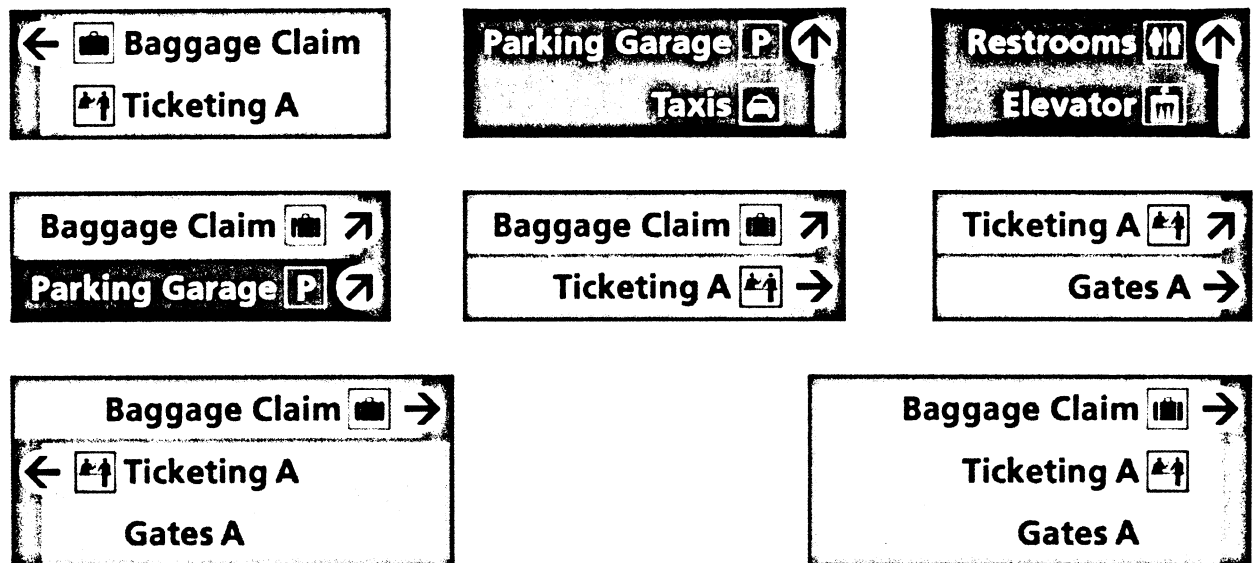 ← Baggage Claim
Ticketing A
Parking Garage P ↑
Taxis
Restrooms ↑
Elevator
Baggage Claim ↗
Parking Garage P ↗
Baggage Claim ↗
Ticketing A →
Ticketing A ↗
Gates A →
Baggage Claim →
← Ticketing A
Gates A
Baggage Claim →
Ticketing A
Gates A